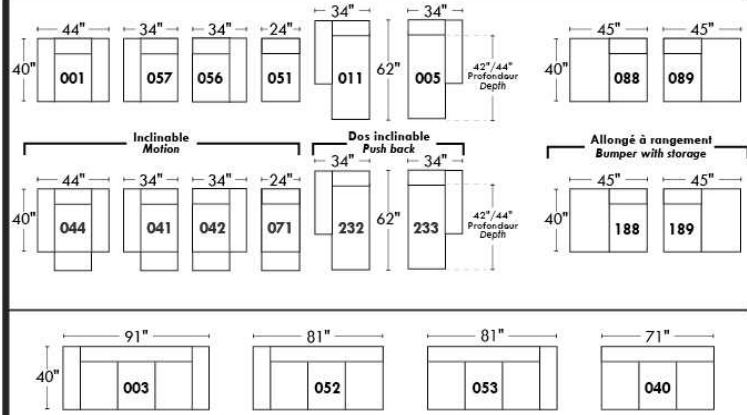 44" 34" 34" 24" 34" 34" 45" 45"
40" 001 057 056 051 011 62" 005 42"/44" 40" 088 089
Profondeur
Depth
Inclinable Dos inclinable Allongé à rangement
Motion Push back Bumper with storage
44" 34" 34" 24" 34" 34" 45" 45"
40" 044 041 042 071 232 62" 233 42"/44" 40" 188 189
Profondeur
Depth
91" 81" 81" 71"
40" 003 052 053 040